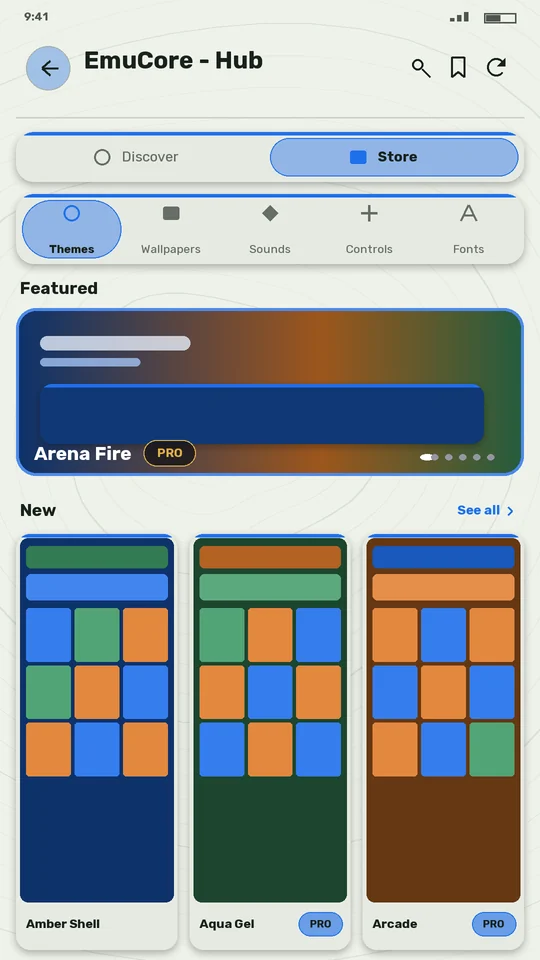 9:41
EmuCore - Hub
Discover
Store
Themes
Wallpapers
Sounds
Controls
Fonts
Featured
Arena Fire
PRO
New
See all
Amber Shell
Aqua Gel
PRO
Arcade
PRO